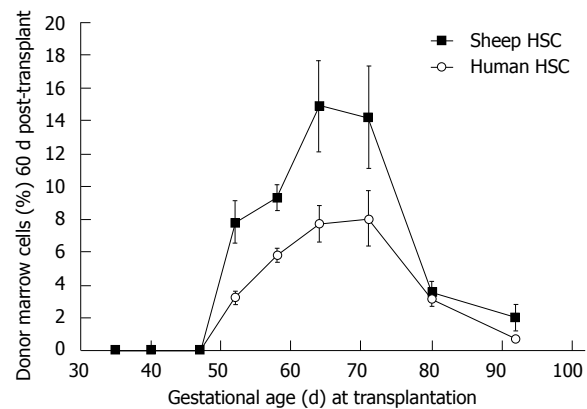 20
18
16
14
12
10
8
6
4
2
0
Donor marrow cells (%) 60 d post-transplant
Sheep HSC
Human HSC
30 40 50 60 70 80 90 100
Gestational age (d) at transplantation